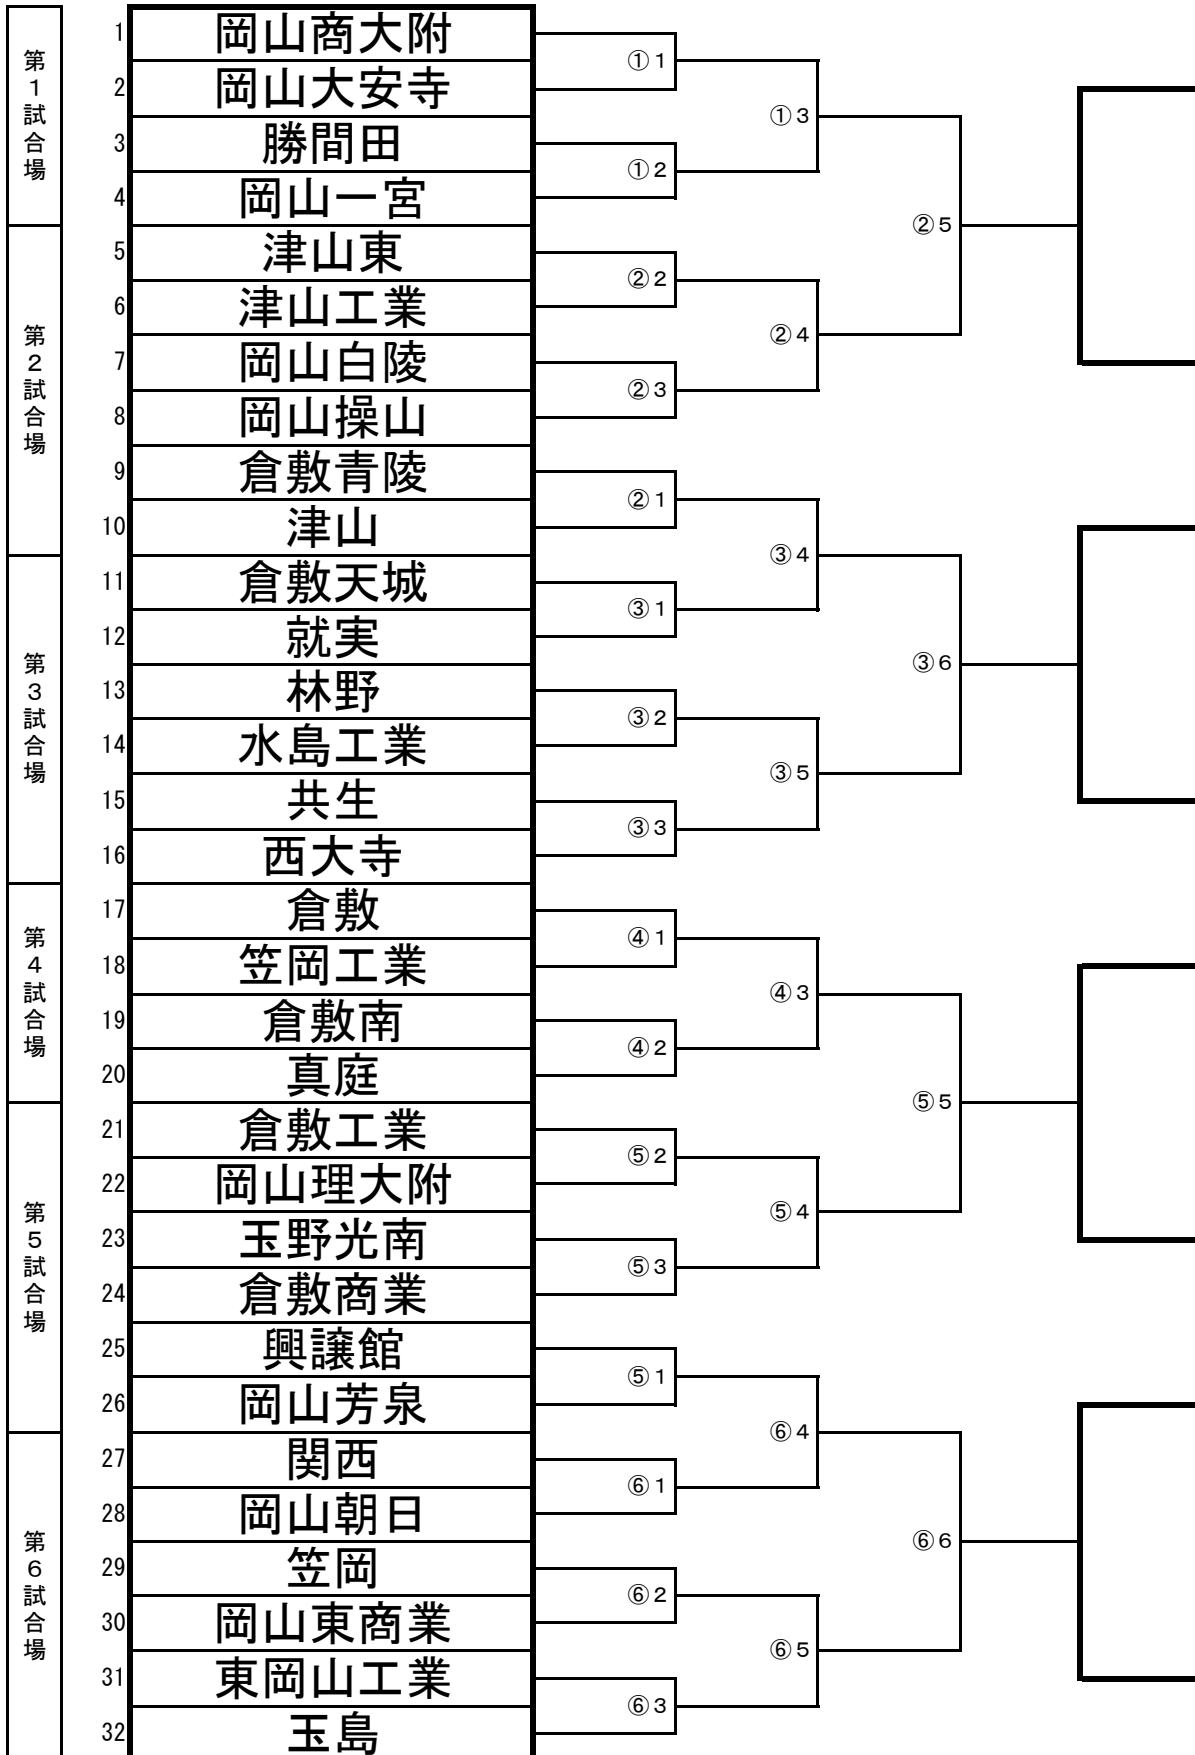 第1試合場
1 岡山商大附
2 岡山大安寺
3 勝間田
4 岡山一宮
第2試合場
5 津山東
6 津山工業
7 岡山白陵
8 岡山操山
9 倉敷青陵
10 津山
第3試合場
11 倉敷天城
12 就実
13 林野
14 水島工業
15 共生
16 西大寺
第4試合場
17 倉敷
18 笠岡工業
19 倉敷南
20 真庭
第5試合場
21 倉敷工業
22 岡山理大附
23 玉野光南
24 倉敷商業
25 興譲館
26 岡山芳泉
第6試合場
27 関西
28 岡山朝日
29 笠岡
30 岡山東商業
31 東岡山工業
32 玉島
①1
①2
②2
②3
②1
③1
③2
③3
④1
④2
⑤2
⑤3
⑤1
⑥1
⑥2
⑥3
①3
②4
③4
③5
④3
⑤4
⑥4
⑥5
②5
③6
⑤5
⑥6